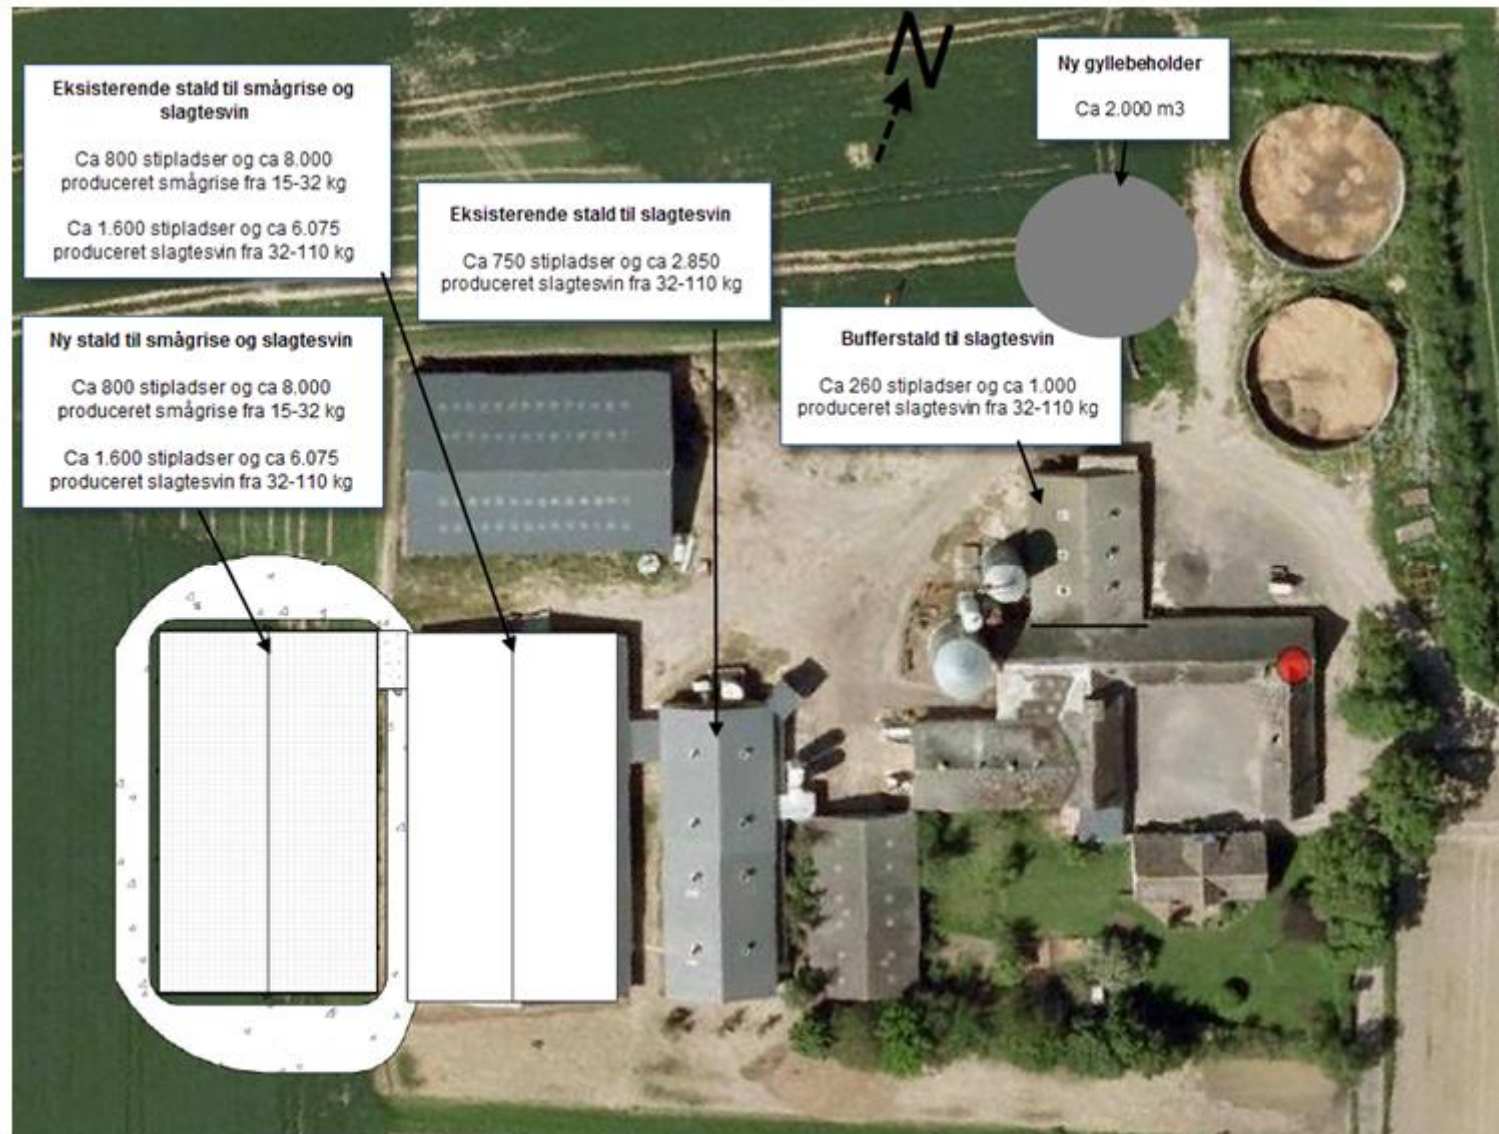 Eksisterende stald til smågrise og
slagtesvin
Ca 800 stipladser og ca 8.000
produceret smågrise fra 15-32 kg
Ca 1.600 stipladser og ca 6.075
produceret slagtesvin fra 32-110 kg
Ny stald til smågrise og slagtesvin
Ca 800 stipladser og ca 8.000
produceret smågrise fra 15-32 kg
Ca 1.600 stipladser og ca 6.075
produceret slagtesvin fra 32-110 kg
Eksisterende stald til slagtesvin
Ca 750 stipladser og ca 2.850
produceret slagtesvin fra 32-110 kg
N
Ny gyllebeholder
Ca 2.000 m3
Bufferstald til slagtesvin
Ca 260 stipladser og ca 1.000
produceret slagtesvin fra 32-110 kg